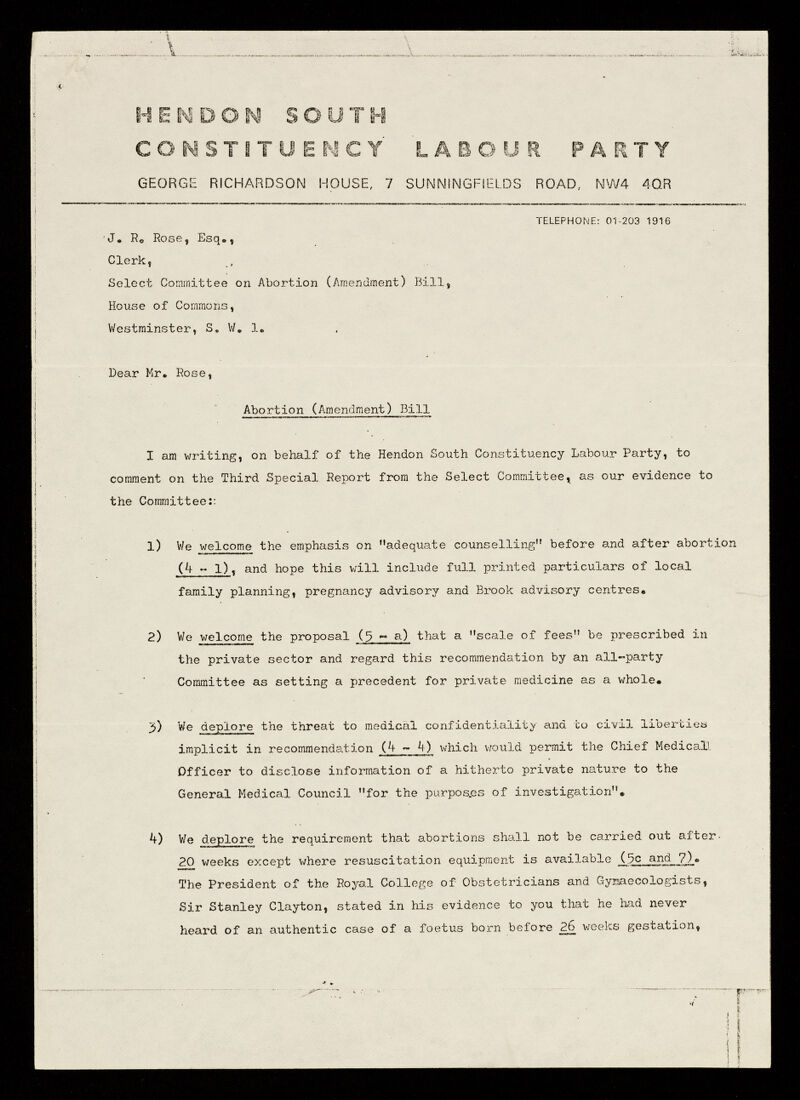 HENDON SOUTH
CONSTITUENCY LABOUR PARTY
GEORGE RICHARDSON HOUSE, 7 SUNNINGFIELDS ROAD, NW4 4QR
TELEPHONE: 01-203 1916
J. R. Rose, Esq.,
Clerk,
Select Committee on Abortion (Amendment) Bill,
House of Commons,
Westminster, S. W. 1.
Dear Mr. Rose,
Abortion (Amendment) Bill
I am writing, on behalf of the Hendon South Constituency Labour Party, to
comment on the Third Special Report from the Select Committee, as our evidence to
the Committee:
1) We welcome the emphasis on "adequate counselling" before and after abortion
(4 - 1), and hope this will include full printed particulars of local
family planning, pregnancy advisory and Brook advisory centres.
2) We welcome the proposal (5 - a) that a "scale of fees" be prescribed in
the private sector and regard this recommendation by an all-party
Committee as setting a precedent for private medicine as a whole.
3) We deplore the threat to medical confidentiality and to civil liberties
implicit in recommendation (4 - 4) which would permit the Chief Medical
Officer to disclose information of a hitherto private nature to the
General Medical Council "for the purposes of investigation".
4) We deplore the requirement that abortions shall not be carried out after
20 weeks except where resuscitation equipment is available (5c and 7).
The President of the Royal College of Obstetricians and Gynaecologists,
Sir Stanley Clayton, stated in his evidence to you that he had never
heard of an authentic case of a foetus born before 26 weeks gestation,